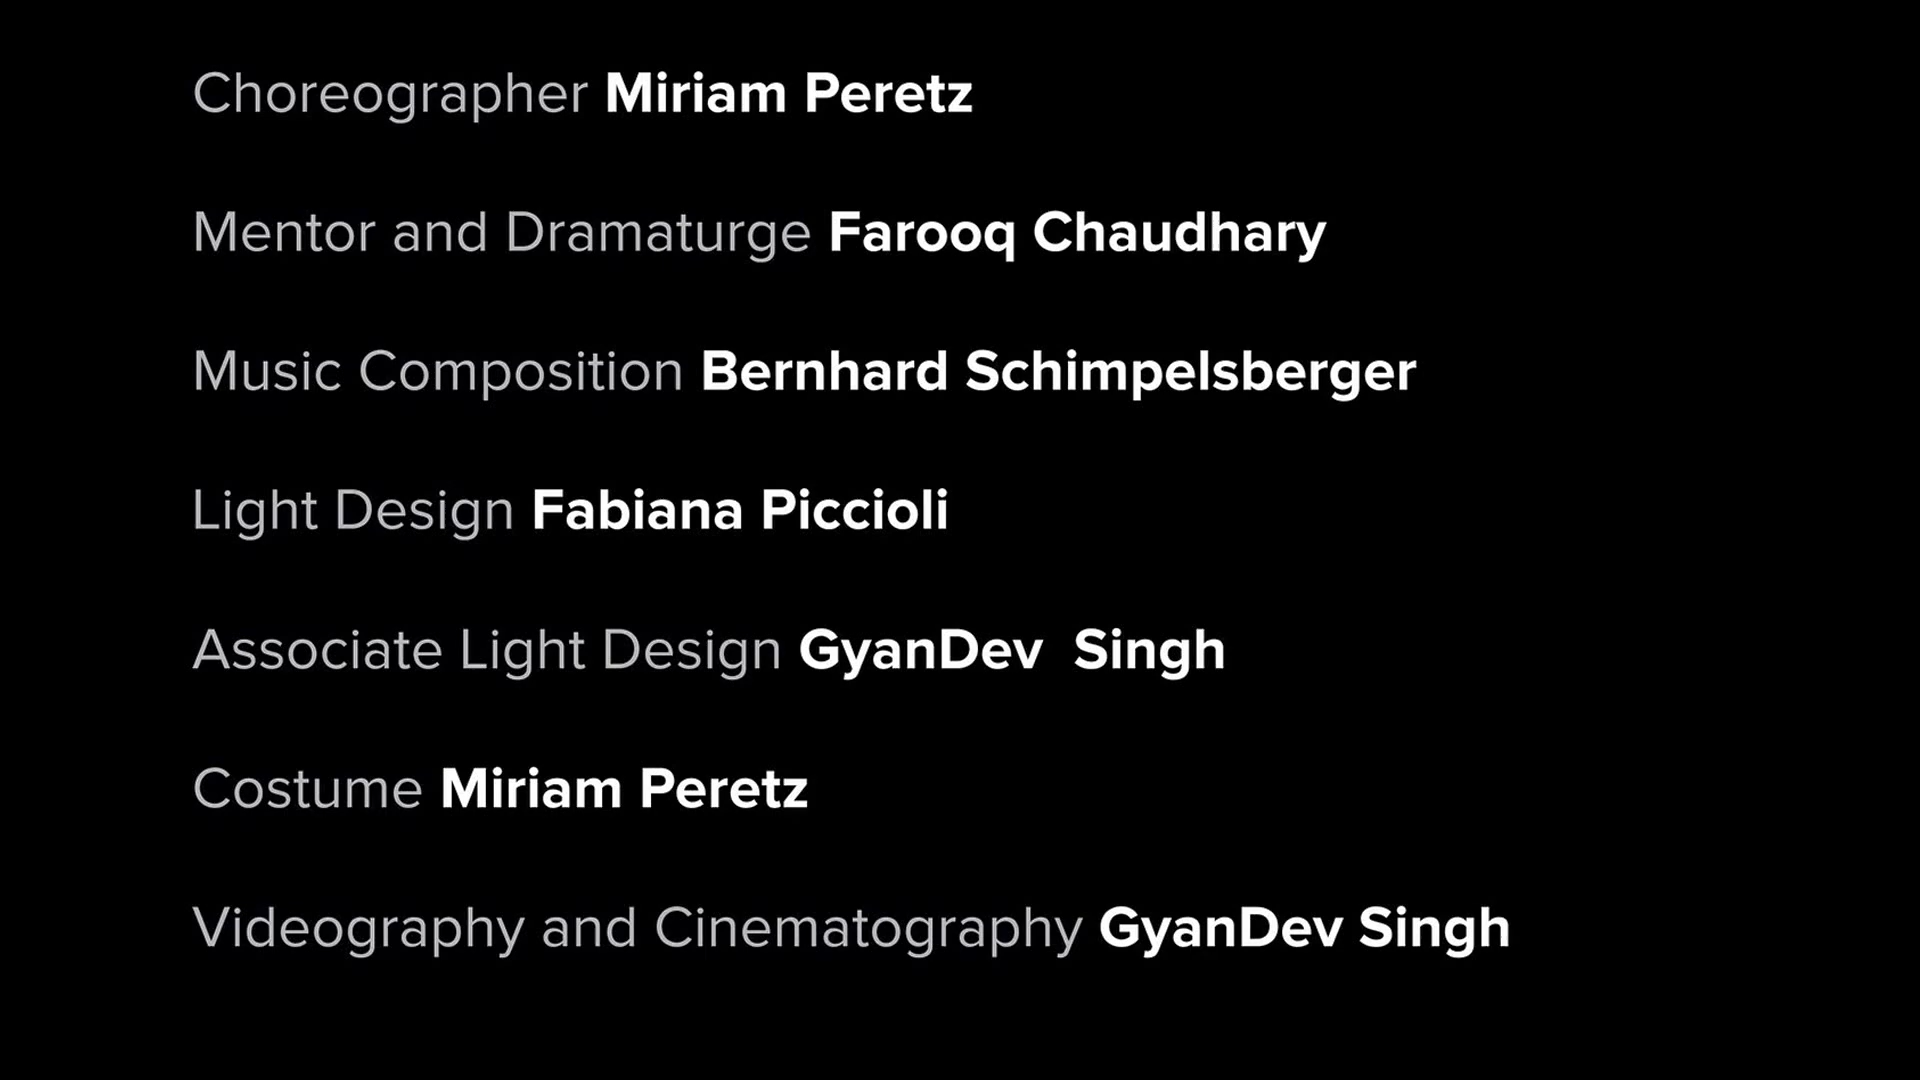 Choreographer Miriam Peretz
Mentor and Dramaturge Farooq Chaudhary
Music Composition Bernhard Schimpelsberger
Light Design Fabiana Piccioli
Associate Light Design GyanDev  Singh
Costume Miriam Peretz
Videography and Cinematography GyanDev Singh